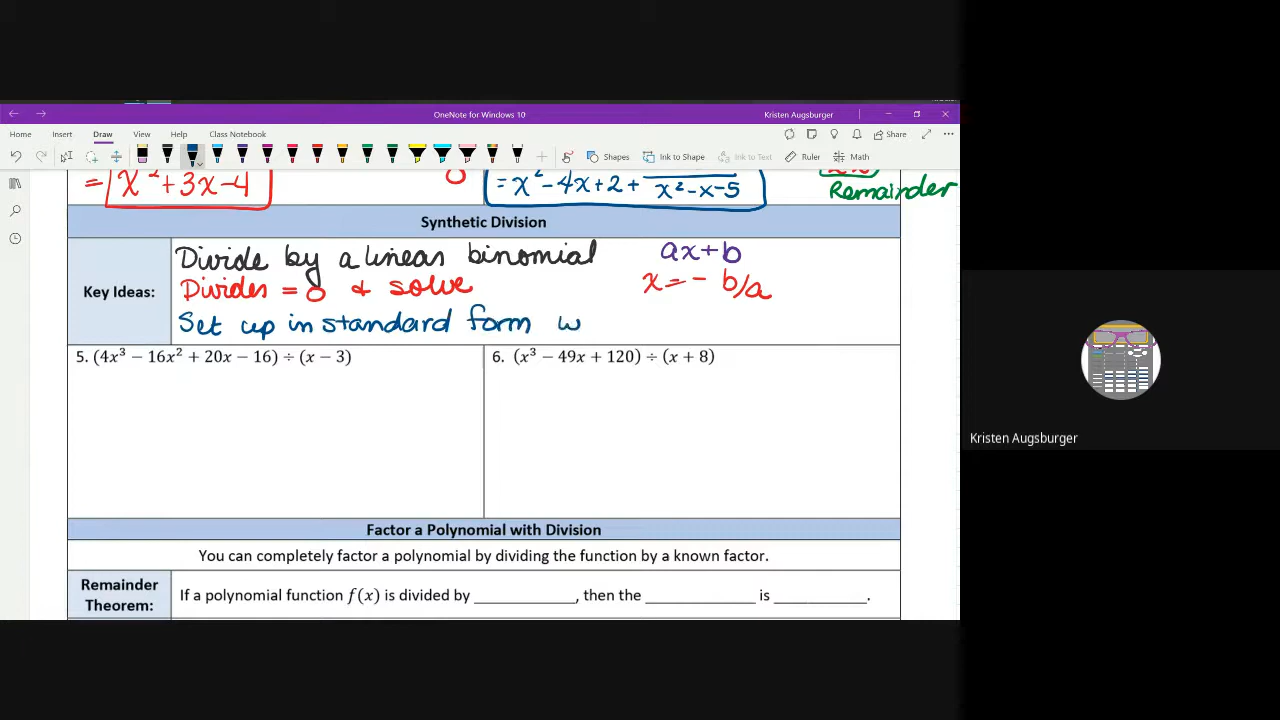 OneNote for Windows 10
Kristen Augsburger
Home Insert Draw View Help Class Notebook
Share
Shapes Ink to Shape Ink to Text Ruler Math
= x² + 3x - 4
0
= x² - 4x + 2 + x² - x - 5
Remainder
Synthetic Division
Key Ideas:
Divide by a linear binomial ax + b
Divides = 0 & solve x = - b/a
Set up in standard form w
5. (4x³ − 16x² + 20x − 16) ÷ (x − 3)
6. (x³ − 49x + 120) ÷ (x + 8)
Factor a Polynomial with Division
You can completely factor a polynomial by dividing the function by a known factor.
Remainder
Theorem:
If a polynomial function f(x) is divided by ____________, then the ____________ is __________.
Kristen Augsburger